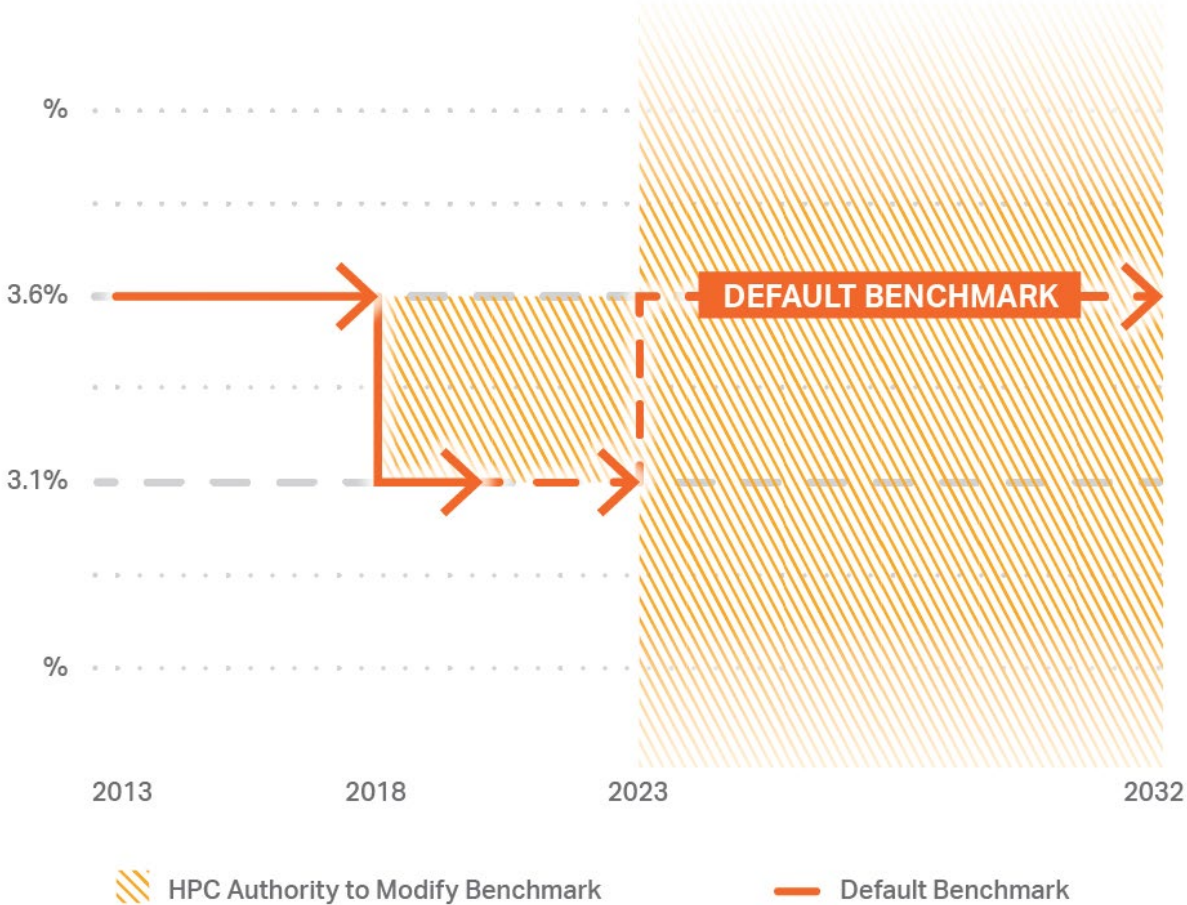 %
3.6%
DEFAULT BENCHMARK
3.1%
%
2013 2018 2023 2032
HPC Authority to Modify Benchmark Default Benchmark